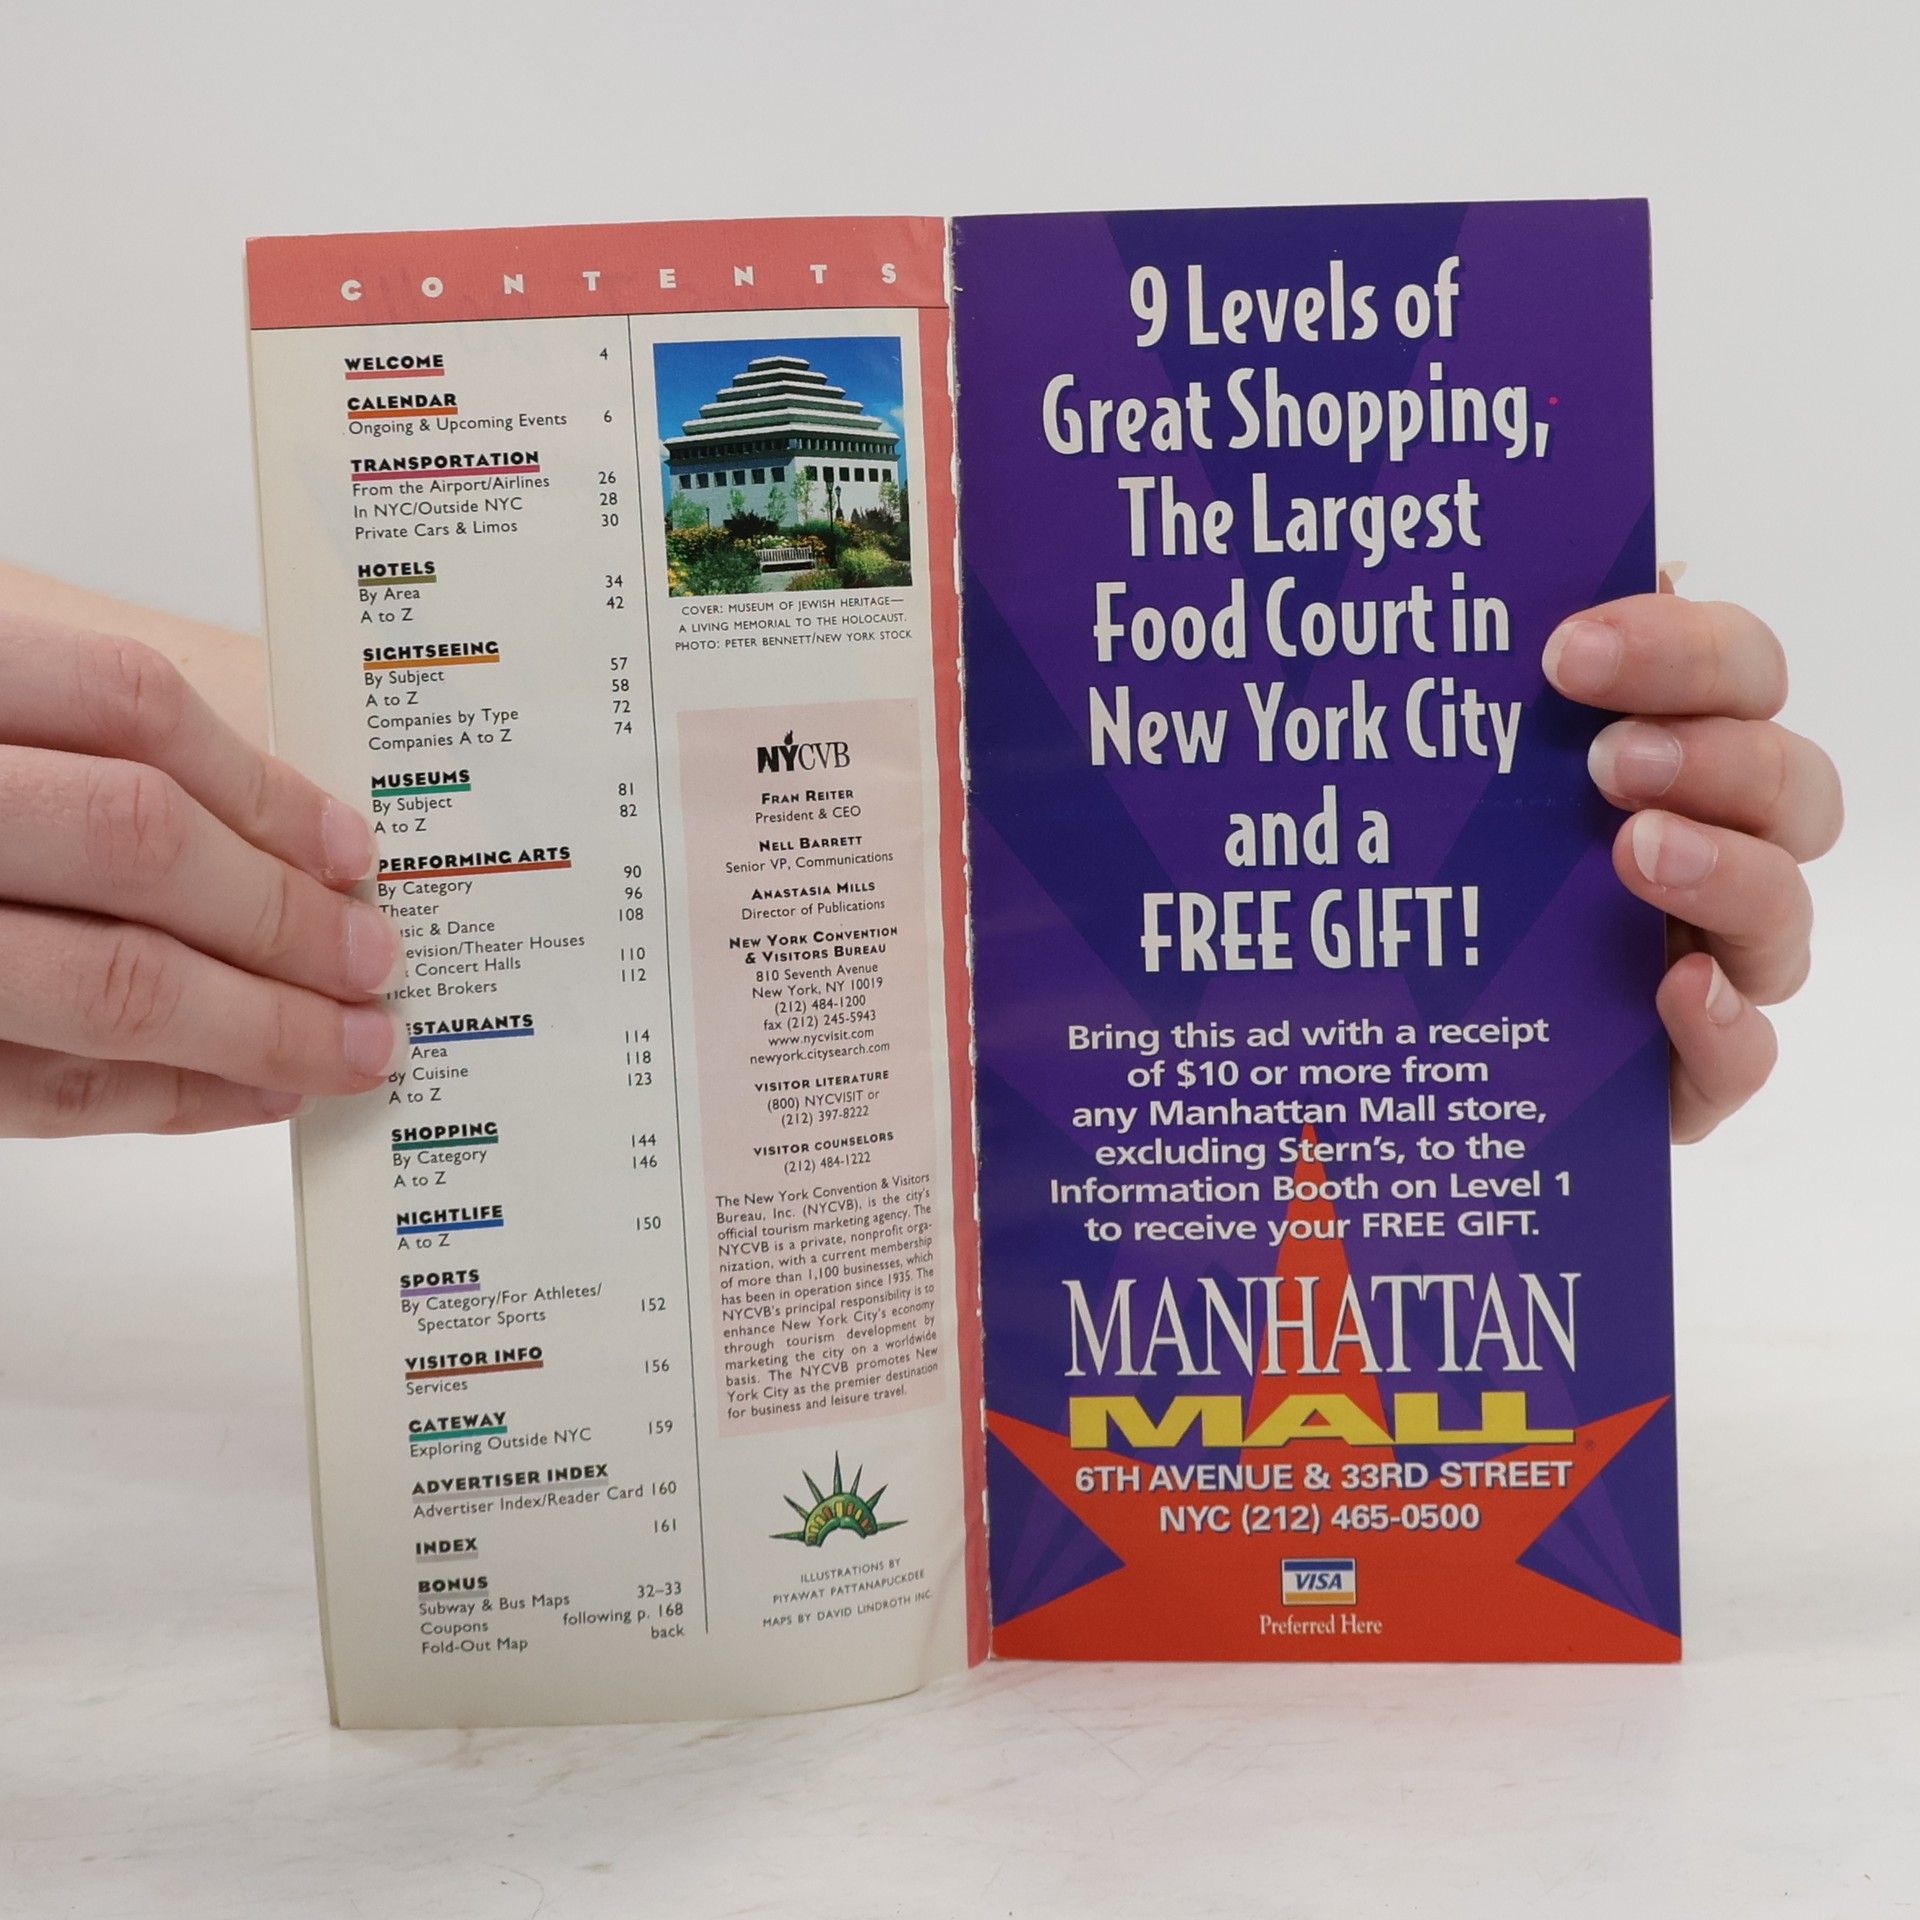 CONTENTS
WELCOME 4
CALENDAR
Ongoing & Upcoming Events 6
TRANSPORTATION
From the Airport/Airlines 26
In NYC/Outside NYC 28
Private Cars & Limos 30
HOTELS
By Area 34
A to Z 42
SIGHTSEEING
By Subject 57
A to Z 58
Companies by Type 72
Companies A to Z 74
MUSEUMS
By Subject 81
A to Z 82
PERFORMING ARTS
By Category 90
Theater 96
sic & Dance 108
evision/Theater Houses
Concert Halls 110
icket Brokers 112
ESTAURANTS
Area 114
By Cuisine 118
A to Z 123
SHOPPING
By Category 144
A to Z 146
NIGHTLIFE
A to Z 150
SPORTS
By Category/For Athletes/
Spectator Sports 152
VISITOR INFO
Services 156
GATEWAY
Exploring Outside NYC 159
ADVERTISER INDEX
Advertiser Index/Reader Card 160
INDEX 161
BONUS
Subway & Bus Maps 32–33
Coupons following p. 168
Fold-Out Map back
COVER: MUSEUM OF JEWISH HERITAGE—
A LIVING MEMORIAL TO THE HOLOCAUST.
PHOTO: PETER BENNETT/NEW YORK STOCK
NYCVB
FRAN REITER
President & CEO
NELL BARRETT
Senior VP, Communications
ANASTASIA MILLS
Director of Publications
NEW YORK CONVENTION
& VISITORS BUREAU
810 Seventh Avenue
New York, NY 10019
(212) 484-1200
fax (212) 245-5943
www.nycvisit.com
newyork.citysearch.com
VISITOR LITERATURE
(800) NYCVISIT or
(212) 397-8222
VISITOR COUNSELORS
(212) 484-1222
The New York Convention & Visitors
Bureau, Inc. (NYCVB), is the city's
official tourism marketing agency. The
NYCVB is a private, nonprofit orga-
nization, with a current membership
of more than 1,100 businesses, which
has been in operation since 1935. The
NYCVB's principal responsibility is to
enhance New York City's economy
through tourism development by
marketing the city on a worldwide
basis. The NYCVB promotes New
York City as the premier destination
for business and leisure travel.
ILLUSTRATIONS BY
PIYAWAT PATTANAPUCKDEE
MAPS BY DAVID LINDROTH INC.
9 Levels of
Great Shopping,
The Largest
Food Court in
New York City
and a
FREE GIFT!
Bring this ad with a receipt
of $10 or more from
any Manhattan Mall store,
excluding Stern's, to the
Information Booth on Level 1
to receive your FREE GIFT.
MANHATTAN
MALL®
6TH AVENUE & 33RD STREET
NYC (212) 465-0500
VISA
Preferred Here